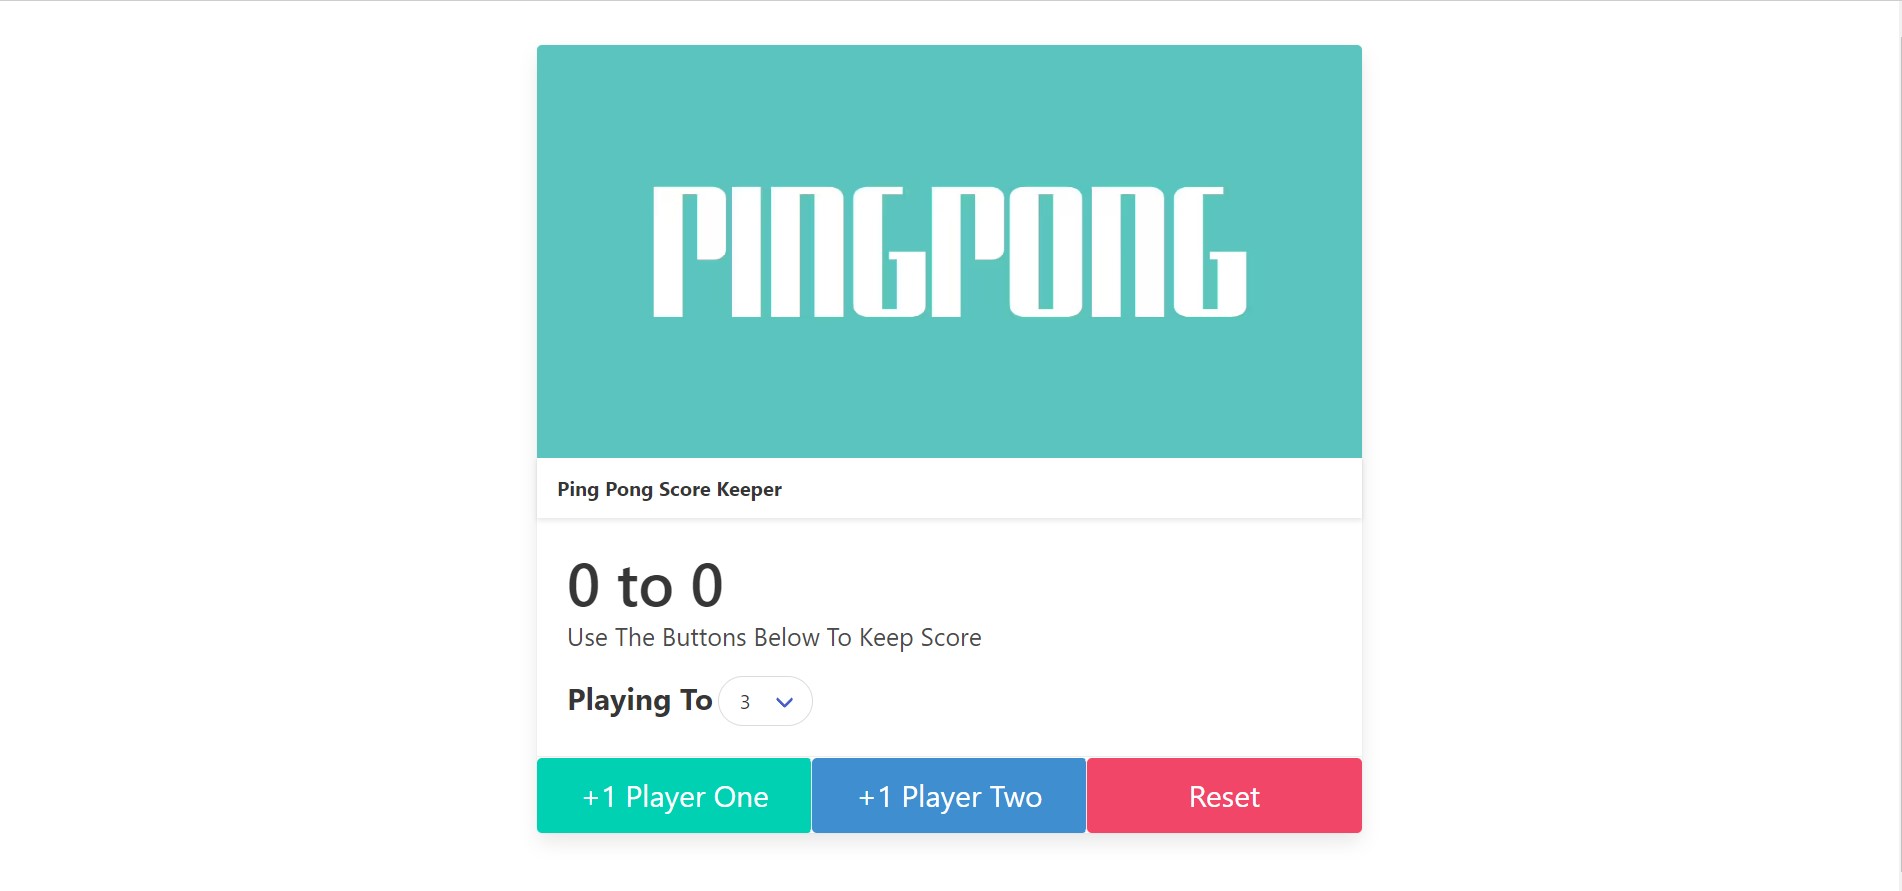 PINGPONG
Ping Pong Score Keeper
0 to 0
Use The Buttons Below To Keep Score
Playing To 3
+1 Player One +1 Player Two Reset